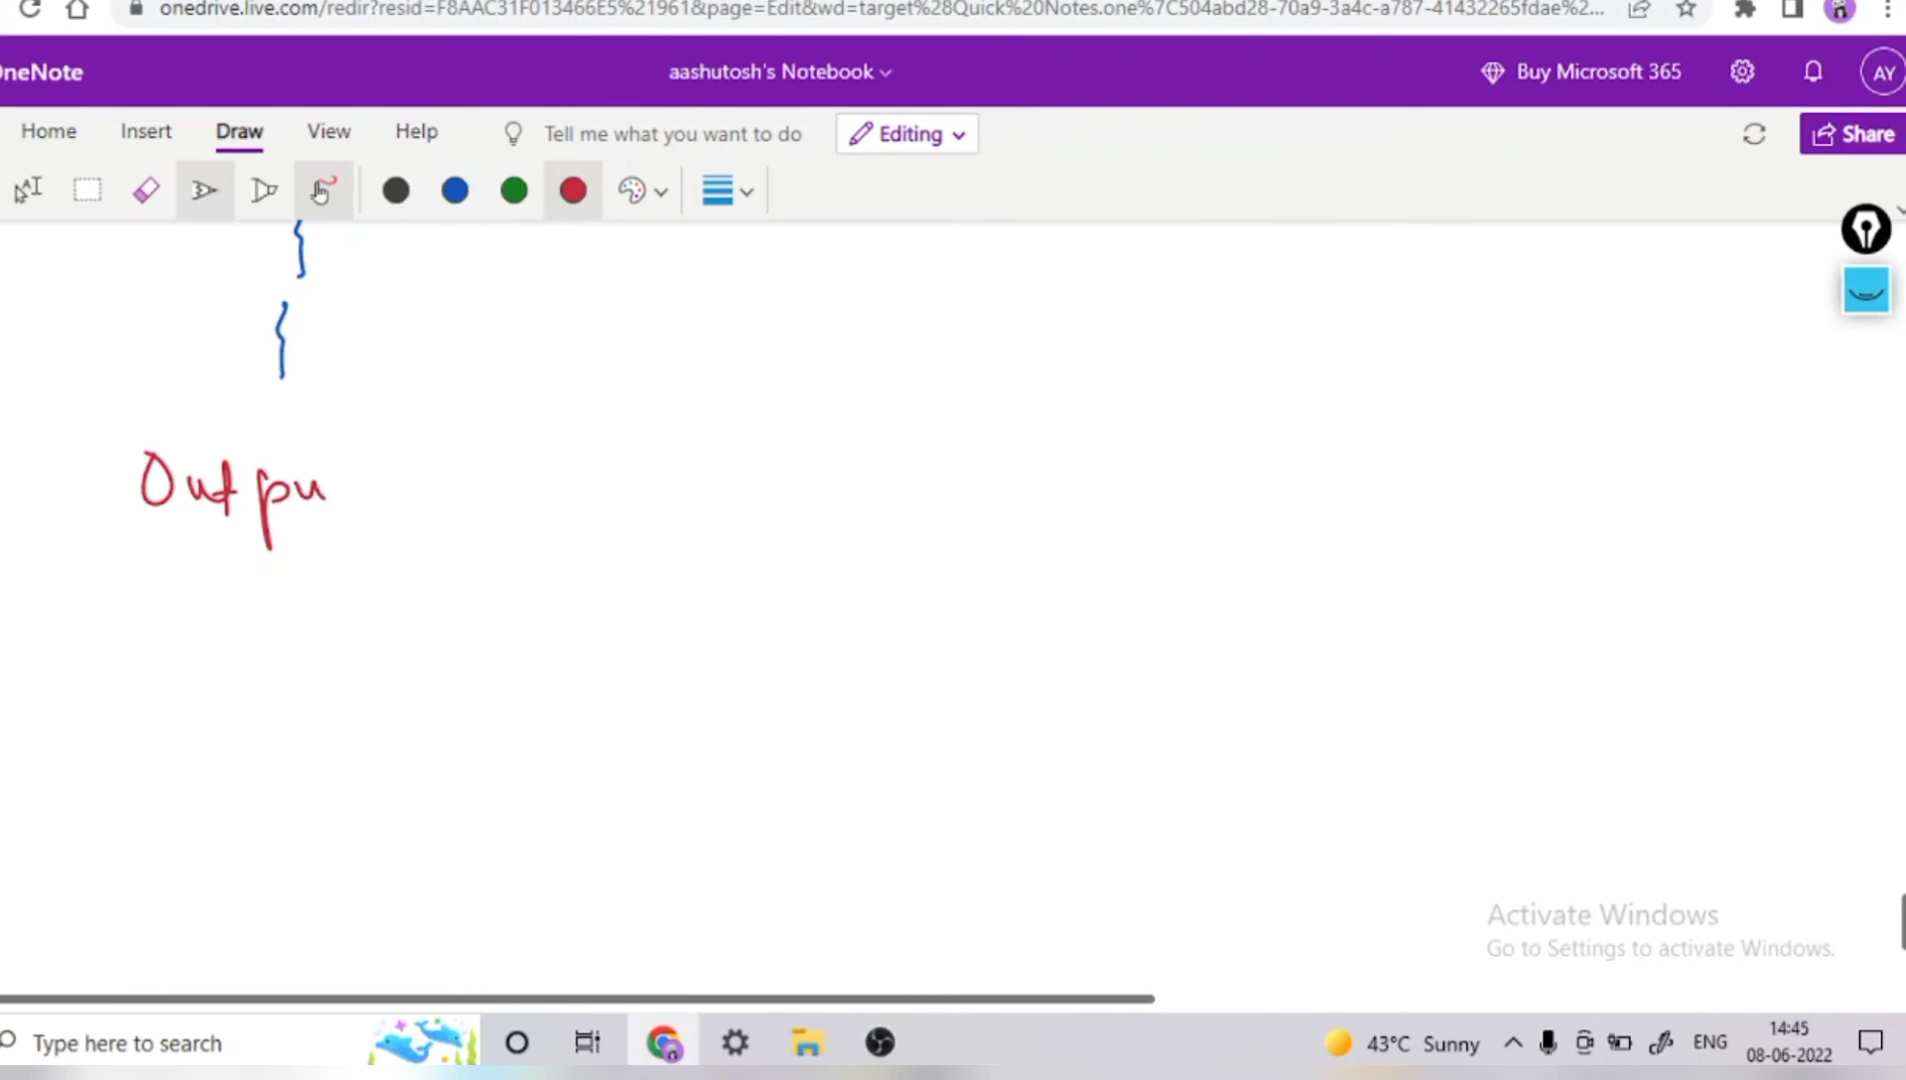 onedrive.live.com/redir?resid=F8AAC31F013466E5%21961&page=Edit&wd=target%28Quick%20Notes.one%7C504abd28-70a9-3a4c-a787-41432265fdae%2...
OneNote
aashutosh's Notebook
Buy Microsoft 365
AY
Home
Insert
Draw
View
Help
Tell me what you want to do
Editing
Share
}
}
Outpu
Activate Windows
Go to Settings to activate Windows.
Type here to search
43°C Sunny
ENG
14:45
08-06-2022